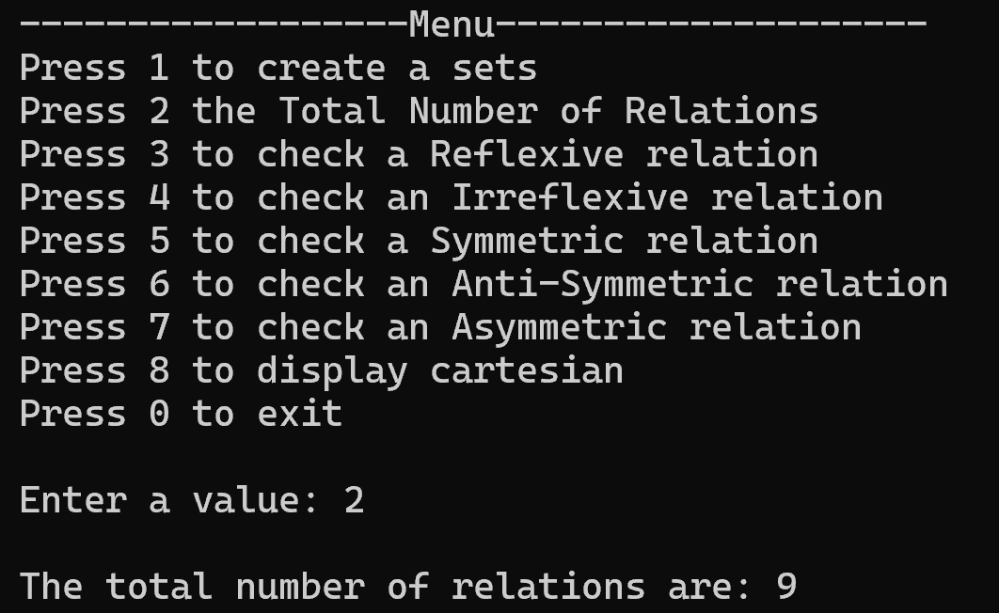 ------------------Menu--------------------
Press 1 to create a sets
Press 2 the Total Number of Relations
Press 3 to check a Reflexive relation
Press 4 to check an Irreflexive relation
Press 5 to check a Symmetric relation
Press 6 to check an Anti-Symmetric relation
Press 7 to check an Asymmetric relation
Press 8 to display cartesian
Press 0 to exit
Enter a value: 2
The total number of relations are: 9